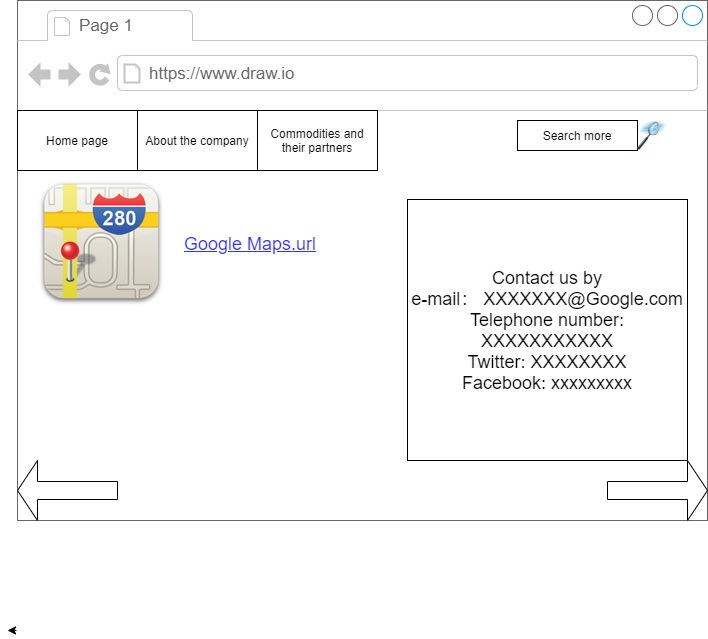 Page 1
https://www.draw.io
Home page
About the company
Commodities and
their partners
Search more
280
Google Maps.url
Contact us by
e-mail： XXXXXXX@Google.com
Telephone number:
XXXXXXXXXXX
Twitter: XXXXXXXX
Facebook: xxxxxxxxx